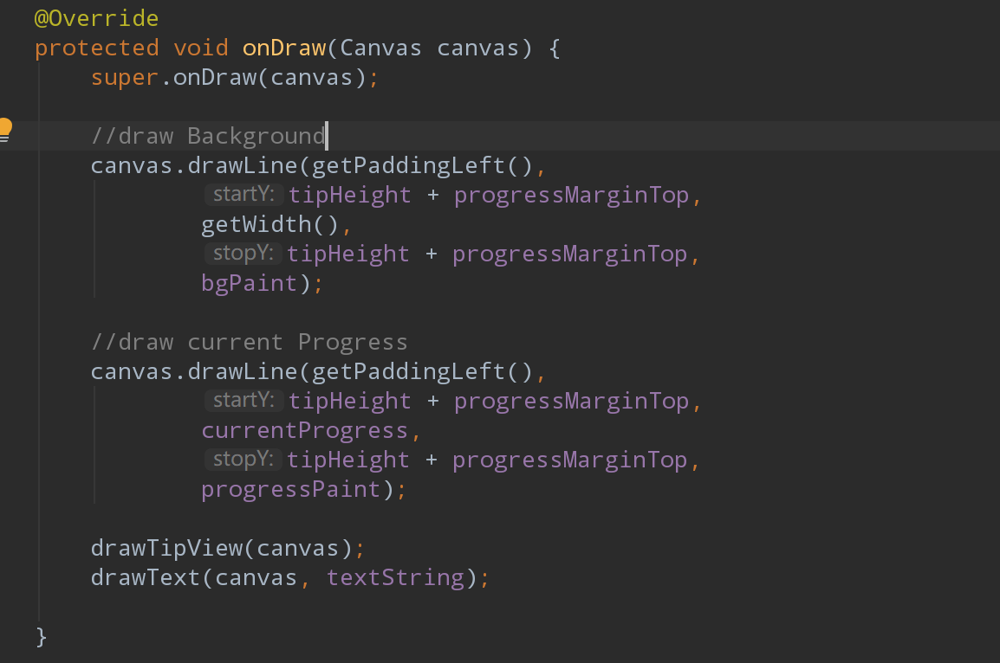 @Override
protected void onDraw(Canvas canvas) {
super.onDraw(canvas);
//draw Background
canvas.drawLine(getPaddingLeft(),
startY: tipHeight + progressMarginTop,
getWidth(),
stopY: tipHeight + progressMarginTop,
bgPaint);
//draw current Progress
canvas.drawLine(getPaddingLeft(),
startY: tipHeight + progressMarginTop,
currentProgress,
stopY: tipHeight + progressMarginTop,
progressPaint);
drawTipView(canvas);
drawText(canvas, textString);
}